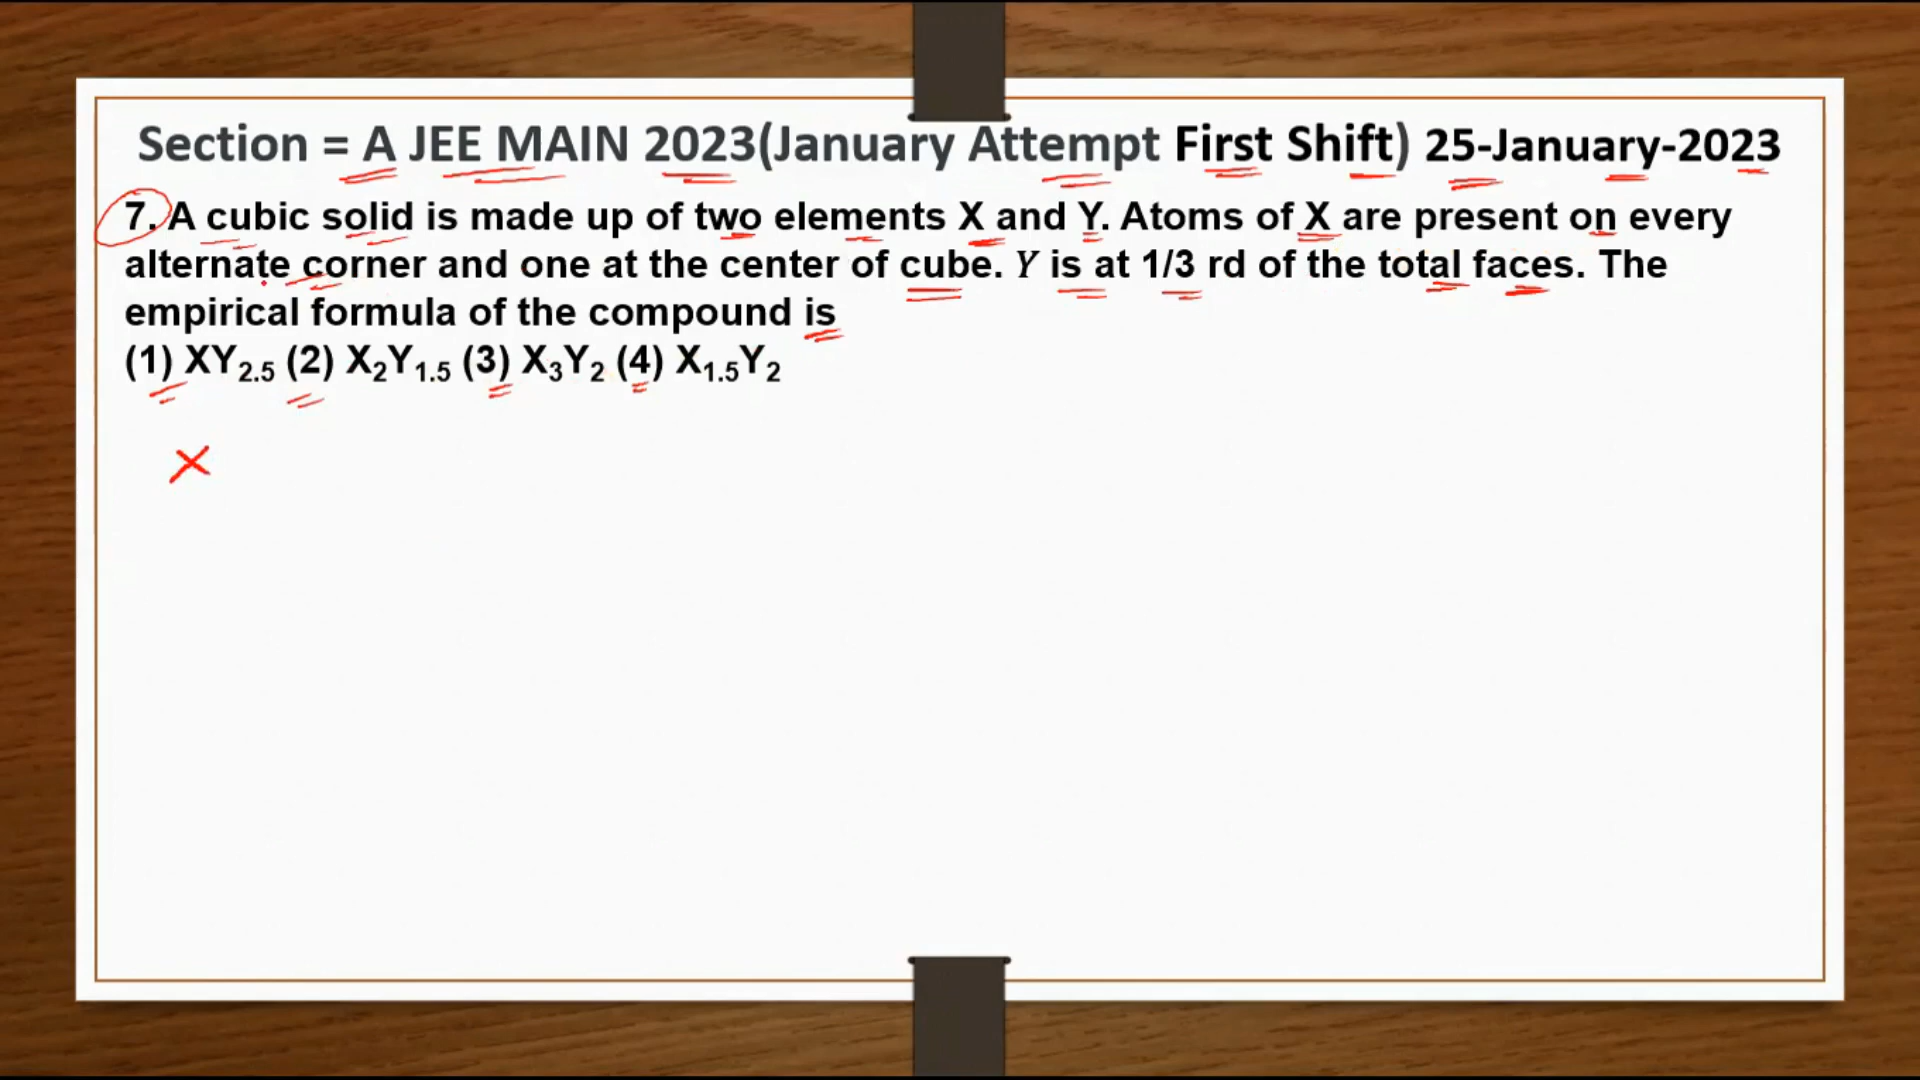 Section = A JEE MAIN 2023(January Attempt First Shift) 25-January-2023
7. A cubic solid is made up of two elements X and Y. Atoms of X are present on every
alternate corner and one at the center of cube. Y is at 1/3 rd of the total faces. The
empirical formula of the compound is
(1) XY2.5 (2) X2Y1.5 (3) X3Y2 (4) X1.5Y2
X